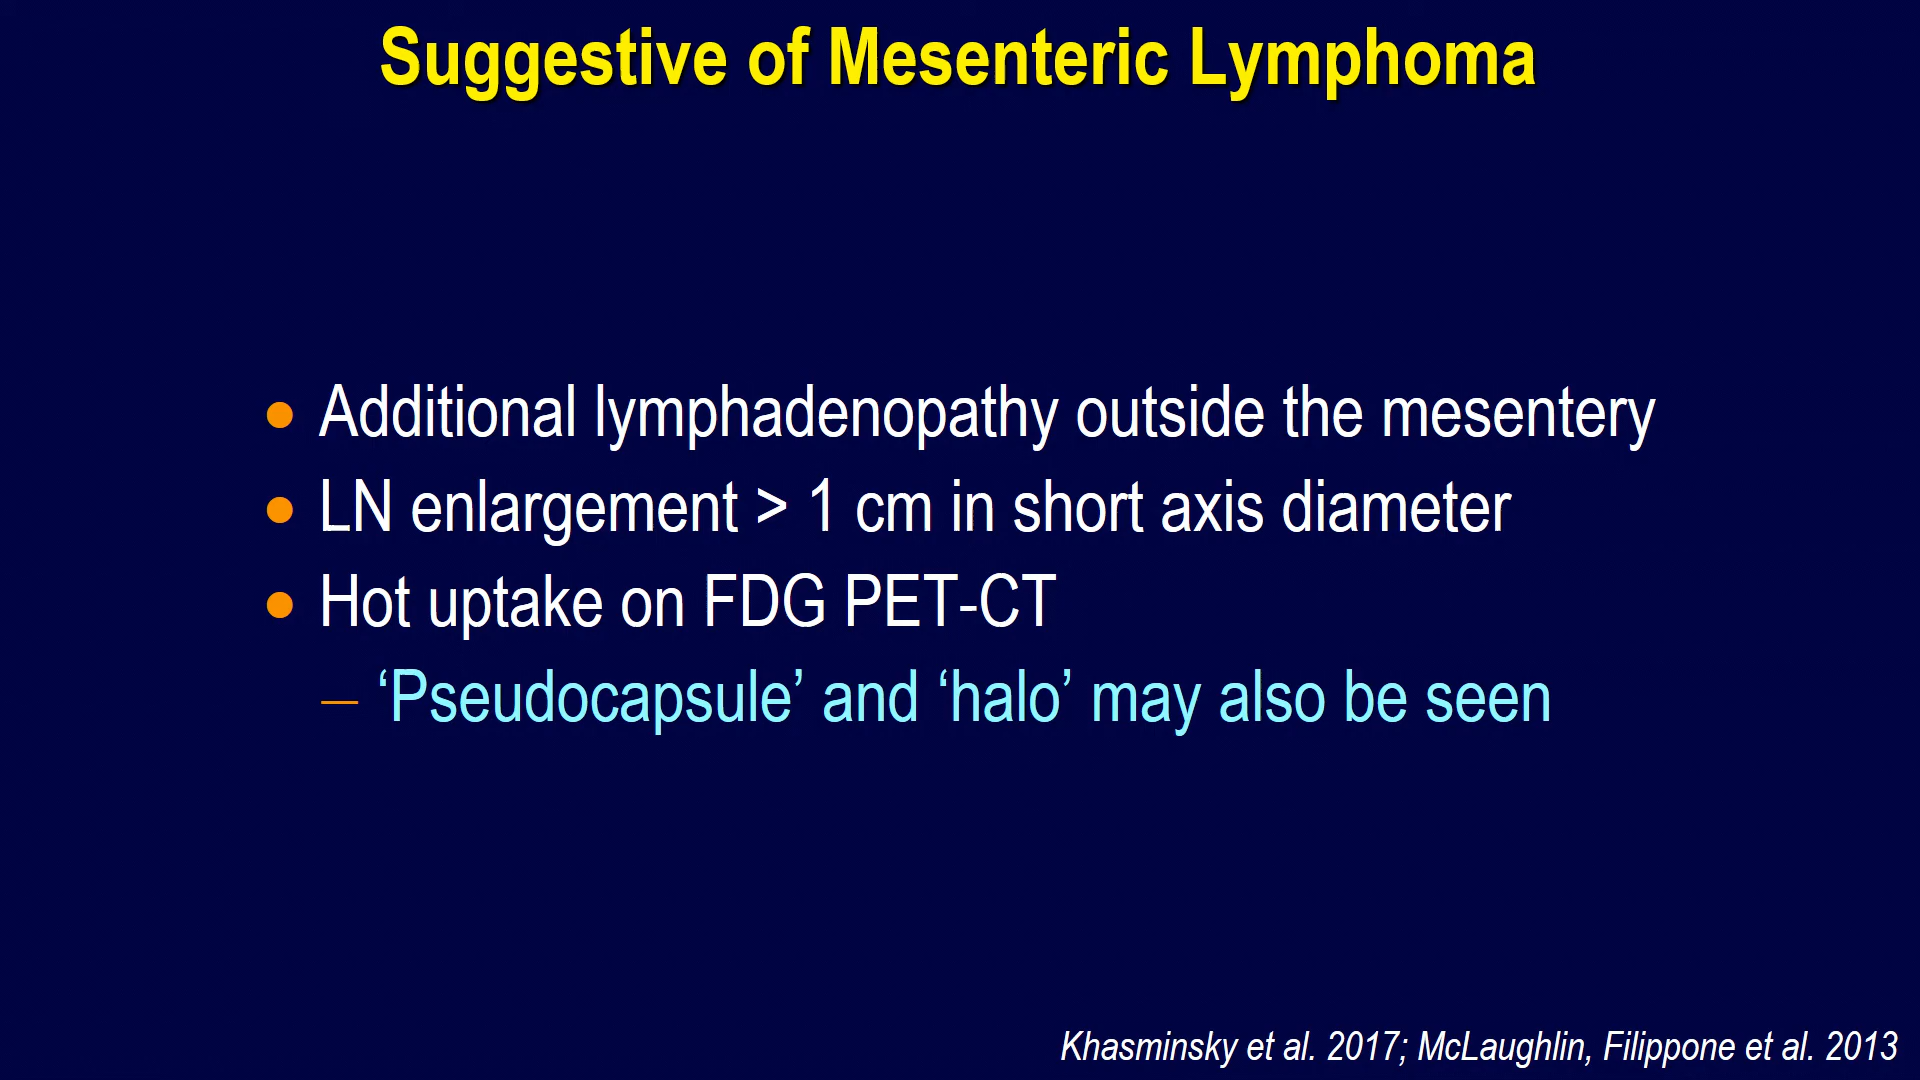 Suggestive of Mesenteric Lymphoma
• Additional lymphadenopathy outside the mesentery
• LN enlargement > 1 cm in short axis diameter
• Hot uptake on FDG PET-CT
– ‘Pseudocapsule’ and ‘halo’ may also be seen
Khasminsky et al. 2017; McLaughlin, Filippone et al. 2013